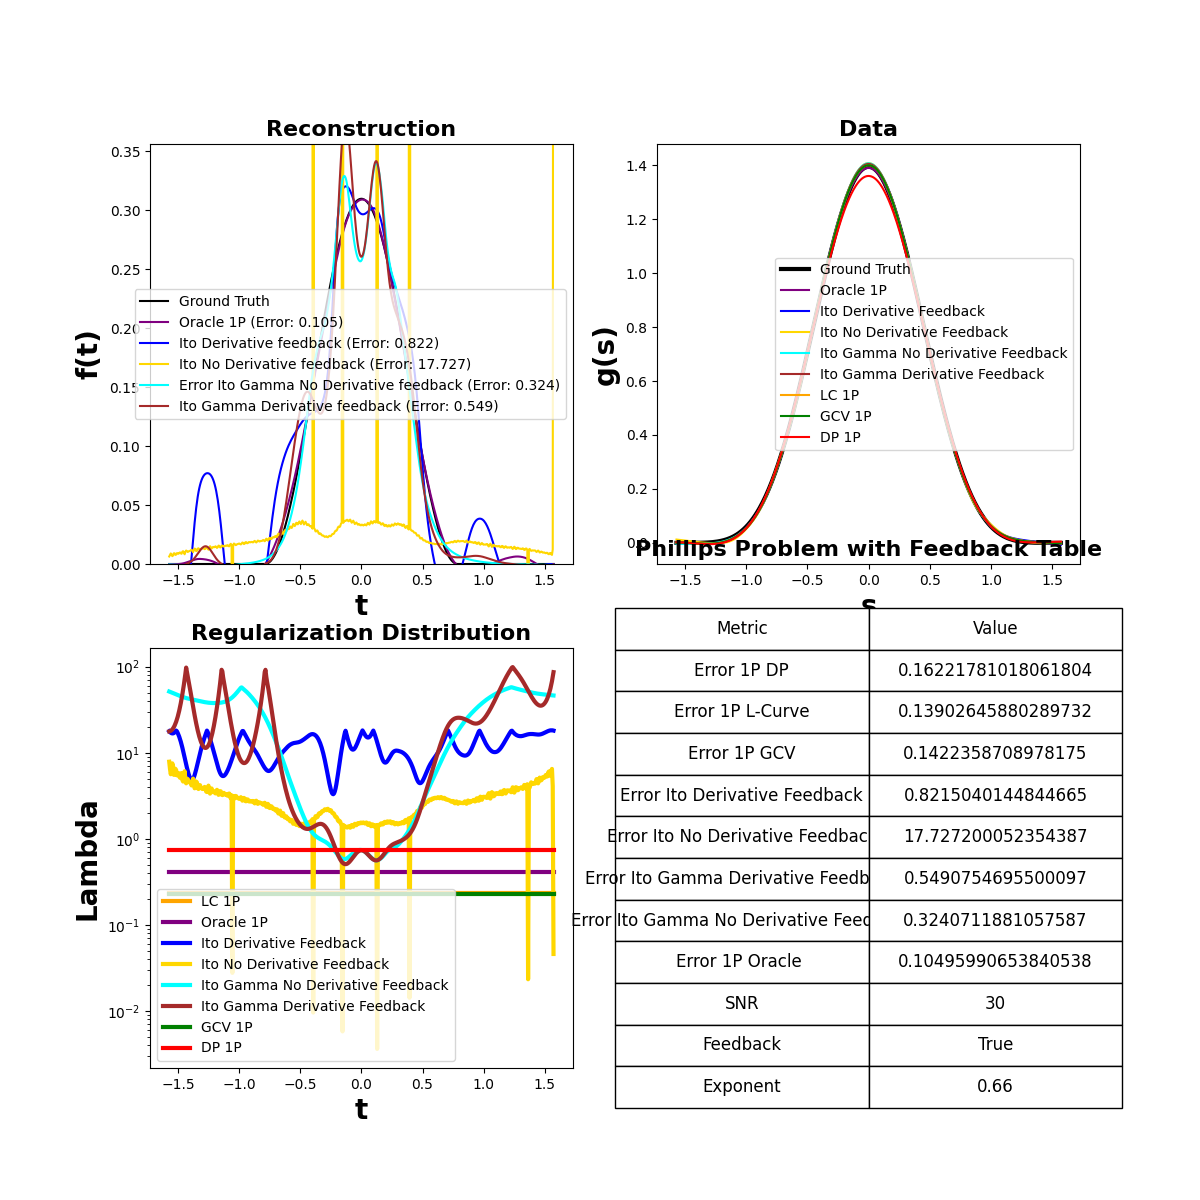 Reconstruction
f(t)
0.35
0.30
0.25
0.20
0.15
0.10
0.05
0.00
Ground Truth
Oracle 1P (Error: 0.105)
Ito Derivative feedback (Error: 0.822)
Ito No Derivative feedback (Error: 17.727)
Error Ito Gamma No Derivative feedback (Error: 0.324)
Ito Gamma Derivative feedback (Error: 0.549)
−1.5 −1.0 −0.5 0.0 0.5 1.0 1.5
t
Data
g(s)
1.4
1.2
1.0
0.8
0.6
0.4
0.2
0.0
Ground Truth
Oracle 1P
Ito Derivative Feedback
Ito No Derivative Feedback
Ito Gamma No Derivative Feedback
Ito Gamma Derivative Feedback
LC 1P
GCV 1P
DP 1P
−1.5 −1.0 −0.5 0.0 0.5 1.0 1.5
s
Regularization Distribution
Lambda
10²
10¹
10⁰
10⁻¹
10⁻²
LC 1P
Oracle 1P
Ito Derivative Feedback
Ito No Derivative Feedback
Ito Gamma No Derivative Feedback
Ito Gamma Derivative Feedback
GCV 1P
DP 1P
−1.5 −1.0 −0.5 0.0 0.5 1.0 1.5
t
Phillips Problem with Feedback Table
Metric Value
Error 1P DP 0.16221781018061804
Error 1P L-Curve 0.13902645880289732
Error 1P GCV 0.1422358708978175
Error Ito Derivative Feedback 0.8215040144844665
Error Ito No Derivative Feedbac 17.727200052354387
Error Ito Gamma Derivative Feedb 0.5490754695500097
Error Ito Gamma No Derivative Feed 0.3240711881057587
Error 1P Oracle 0.10495990653840538
SNR 30
Feedback True
Exponent 0.66